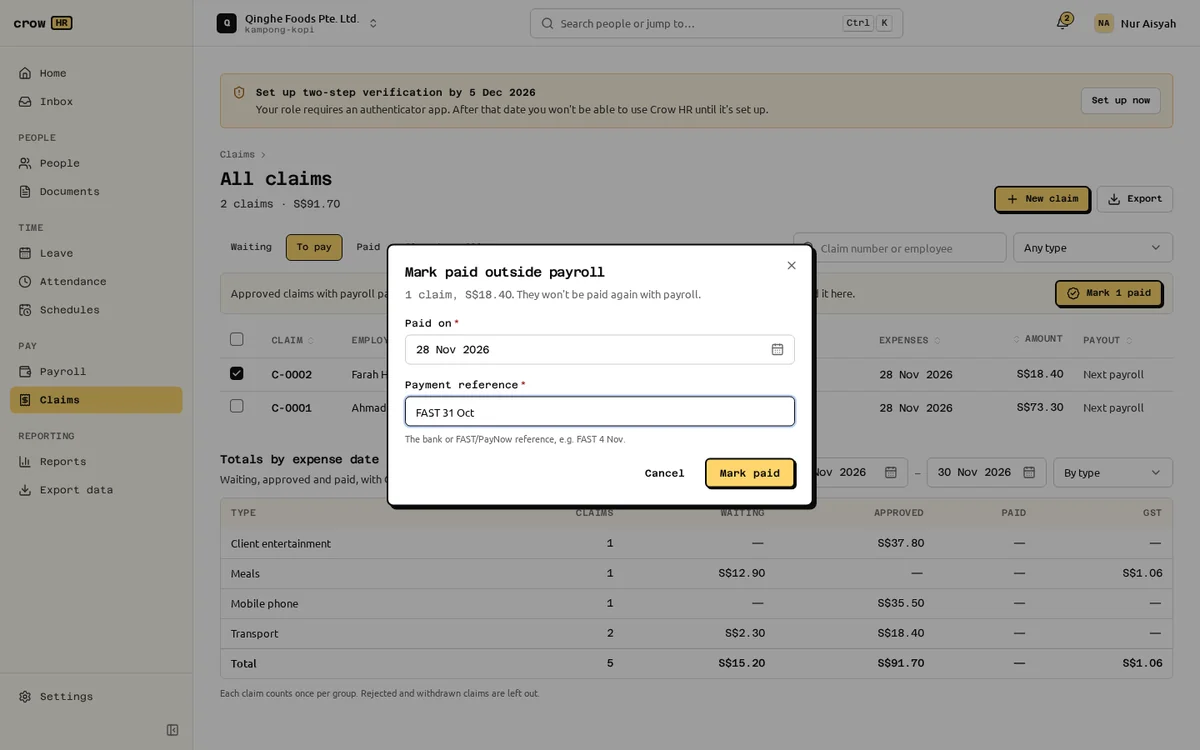 crow HR
Qinghe Foods Pte. Ltd.
kampong-kopi
Search people or jump to...
Ctrl K
2
NA Nur Aisyah
Home
Inbox
PEOPLE
People
Documents
TIME
Leave
Attendance
Schedules
PAY
Payroll
Claims
REPORTING
Reports
Export data
Settings
Set up two-step verification by 5 Dec 2026
Your role requires an authenticator app. After that date you won't be able to use Crow HR until it's set up.
Set up now
Claims >
All claims
2 claims · S$91.70
New claim
Export
Waiting To pay Paid
Claim number or employee
Any type
Approved claims with payroll pa
d it here.
Mark 1 paid
CLAIM EMPLOY EXPENSES AMOUNT PAYOUT
C-0002 Farah H 28 Nov 2026 S$18.40 Next payroll
C-0001 Ahmad 28 Nov 2026 S$73.30 Next payroll
Mark paid outside payroll
1 claim, S$18.40. They won't be paid again with payroll.
Paid on*
28 Nov 2026
Payment reference*
FAST 31 Oct
The bank or FAST/PayNow reference, e.g. FAST 4 Nov.
Cancel Mark paid
Totals by expense date
Waiting, approved and paid, with
Nov 2026 – 30 Nov 2026 By type
TYPE CLAIMS WAITING APPROVED PAID GST
Client entertainment 1 — S$37.80 — —
Meals 1 S$12.90 — — S$1.06
Mobile phone 1 — S$35.50 — —
Transport 2 S$2.30 S$18.40 — —
Total 5 S$15.20 S$91.70 — S$1.06
Each claim counts once per group. Rejected and withdrawn claims are left out.